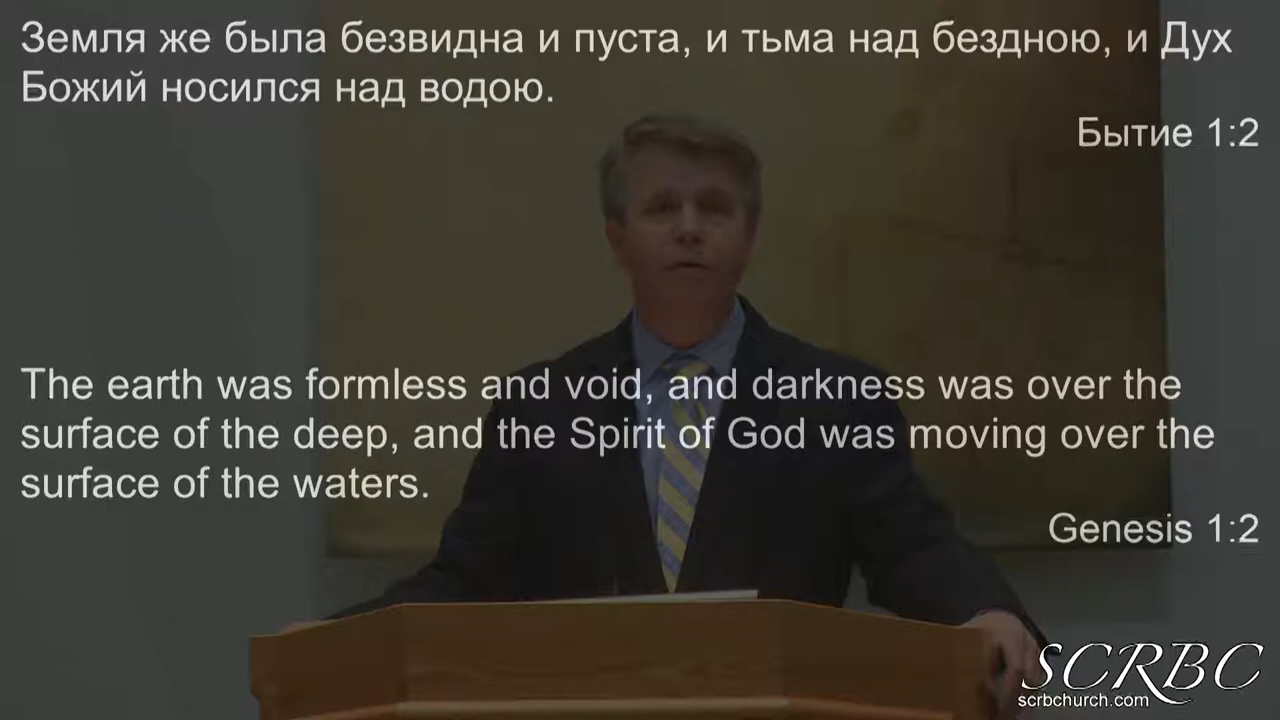 Земля же была безвидна и пуста, и тьма над бездною, и Дух
Божий носился над водою.
Бытие 1:2
The earth was formless and void, and darkness was over the
surface of the deep, and the Spirit of God was moving over the
surface of the waters.
Genesis 1:2
SCRBC
scrbchurch.com